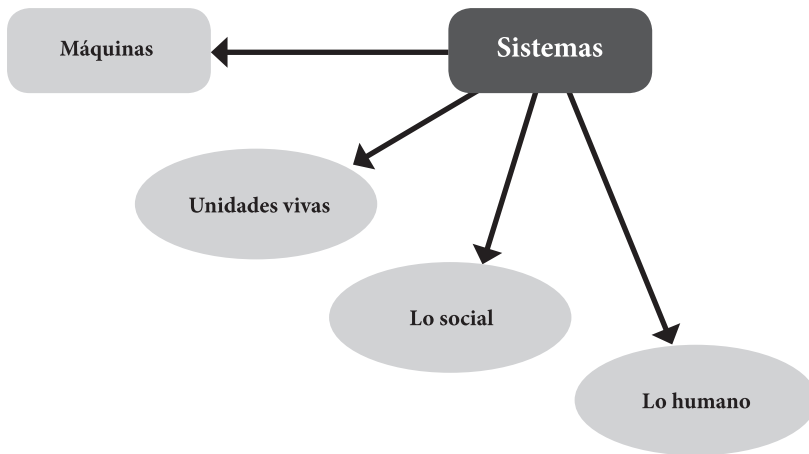 Máquinas
Sistemas
Unidades vivas
Lo social
Lo humano